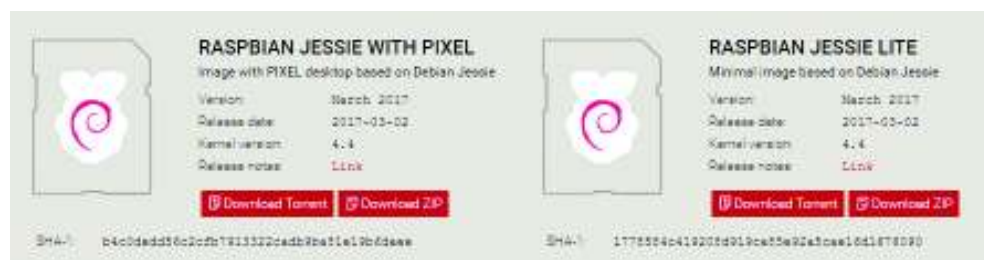 RASPBIAN JESSIE WITH PIXEL
Image with PIXEL desktop based on Debian Jessie
Version: March 2017
Release date: 2017-03-02
Kernel version: 4.4
Release notes: Link
Download Torrent Download ZIP
SHA-1:
RASPBIAN JESSIE LITE
Minimal image based on Debian Jessie
Version: March 2017
Release date: 2017-03-02
Kernel version: 4.4
Release notes: Link
Download Torrent Download ZIP
SHA-1: